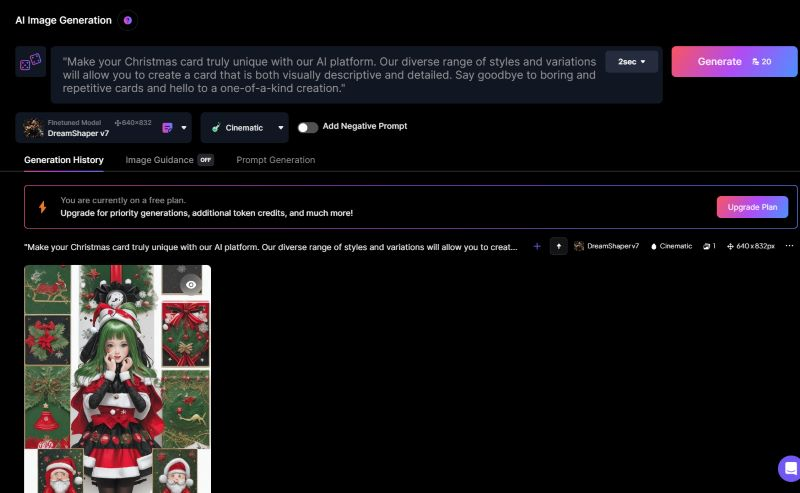 AI Image Generation ?
"Make your Christmas card truly unique with our AI platform. Our diverse range of styles and variations
will allow you to create a card that is both visually descriptive and detailed. Say goodbye to boring and
repetitive cards and hello to a one-of-a-kind creation."
2sec
Generate 20
Finetuned Model 640×832
DreamShaper v7
Cinematic
Add Negative Prompt
Generation History Image Guidance OFF Prompt Generation
You are currently on a free plan.
Upgrade for priority generations, additional token credits, and much more!
Upgrade Plan
"Make your Christmas card truly unique with our AI platform. Our diverse range of styles and variations will allow you to creat... DreamShaper v7 Cinematic 1 640 x 832px ...